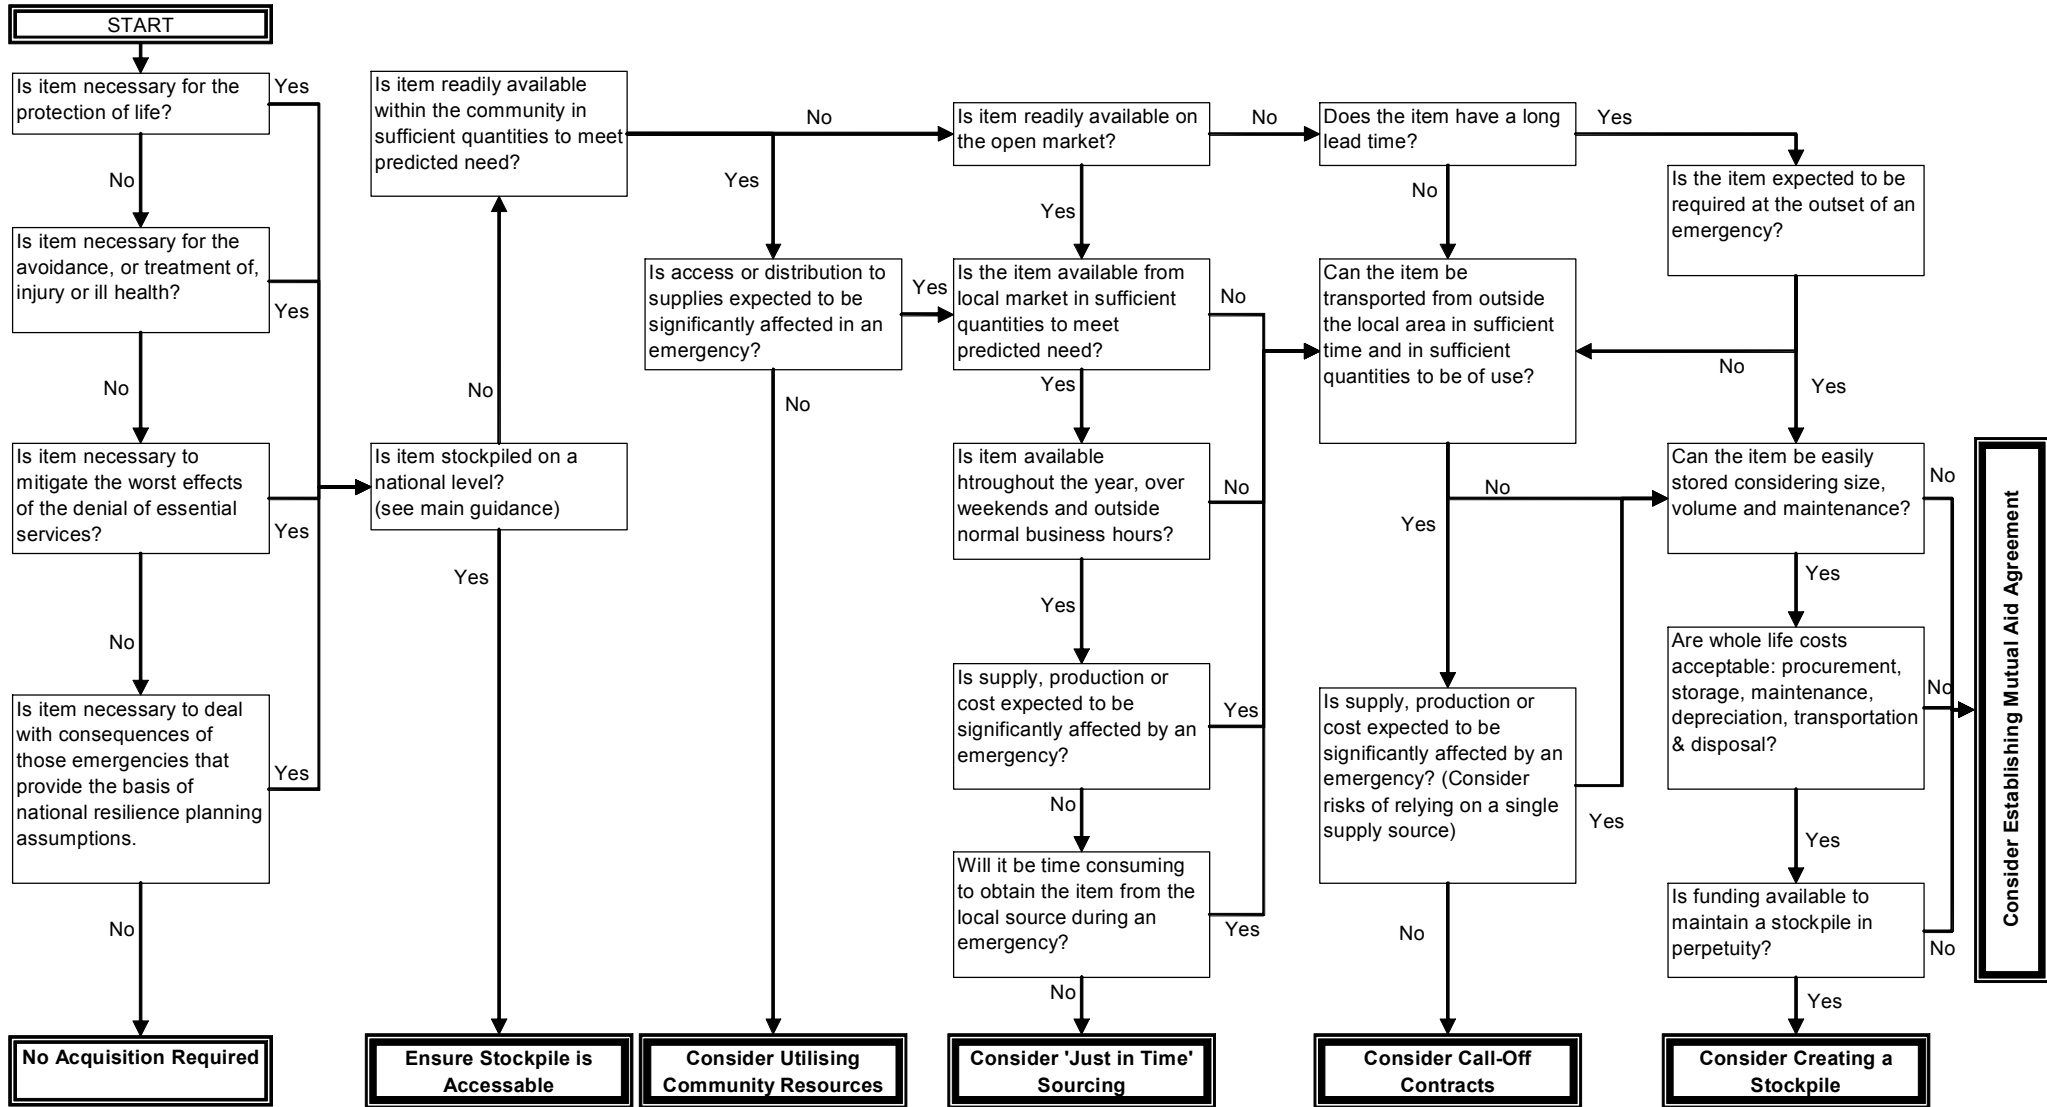 START
Is item necessary for the
protection of life?
Yes
No
Is item necessary for the
avoidance, or treatment of,
injury or ill health?
Yes
No
Is item necessary to
mitigate the worst effects
of the denial of essential
services?
Yes
No
Is item necessary to deal
with consequences of
those emergencies that
provide the basis of
national resilience planning
assumptions.
Yes
No
No Acquisition Required
Is item readily available
within the community in
sufficient quantities to meet
predicted need?
No
Yes
No
Is item stockpiled on a
national level?
(see main guidance)
Yes
Ensure Stockpile is
Accessable
Is access or distribution to
supplies expected to be
significantly affected in an
emergency?
Yes
No
Consider Utilising
Community Resources
Is item readily available on
the open market?
No
Yes
Is the item available from
local market in sufficient
quantities to meet
predicted need?
No
Yes
Is item available
htroughout the year, over
weekends and outside
normal business hours?
No
Yes
Is supply, production or
cost expected to be
significantly affected by an
emergency?
Yes
No
Will it be time consuming
to obtain the item from the
local source during an
emergency?
Yes
No
Consider 'Just in Time'
Sourcing
Does the item have a long
lead time?
Yes
No
Can the item be
transported from outside
the local area in sufficient
time and in sufficient
quantities to be of use?
No
Yes
Is supply, production or
cost expected to be
significantly affected by an
emergency? (Consider
risks of relying on a single
supply source)
Yes
No
Consider Call-Off
Contracts
Is the item expected to be
required at the outset of an
emergency?
No
Yes
Can the item be easily
stored considering size,
volume and maintenance?
No
Yes
Are whole life costs
acceptable: procurement,
storage, maintenance,
depreciation, transportation
& disposal?
No
Yes
Is funding available to
maintain a stockpile in
perpetuity?
No
Yes
Consider Creating a
Stockpile
Consider Establishing Mutual Aid Agreement